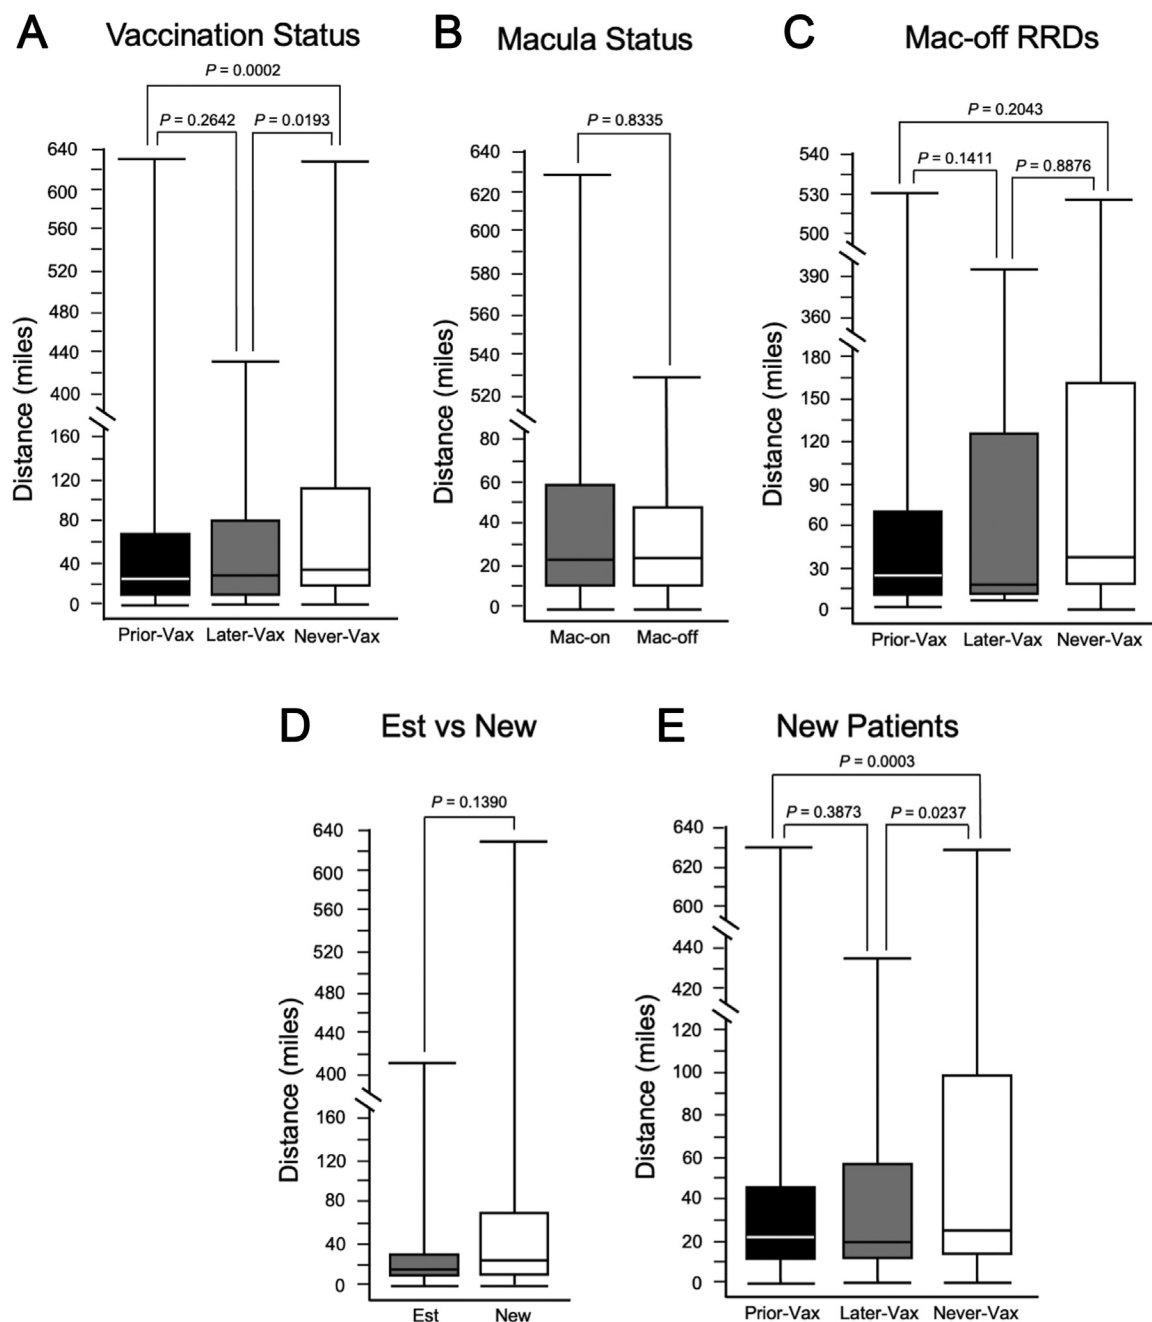 A Vaccination Status
P = 0.0002
P = 0.2642 P = 0.0193
640
600
560
520
480
440
400
160
120
80
40
0
Distance (miles)
Prior-Vax Later-Vax Never-Vax
B Macula Status
P = 0.8335
640
620
600
580
560
540
520
80
60
40
20
0
Distance (miles)
Mac-on Mac-off
C Mac-off RRDs
P = 0.2043
P = 0.1411 P = 0.8876
540
530
500
390
360
180
150
120
90
60
30
0
Distance (miles)
Prior-Vax Later-Vax Never-Vax
D Est vs New
P = 0.1390
640
600
560
520
480
440
400
160
120
80
40
0
Distance (miles)
Est New
E New Patients
P = 0.0003
P = 0.3873 P = 0.0237
640
620
600
440
420
120
100
80
60
40
20
0
Distance (miles)
Prior-Vax Later-Vax Never-Vax